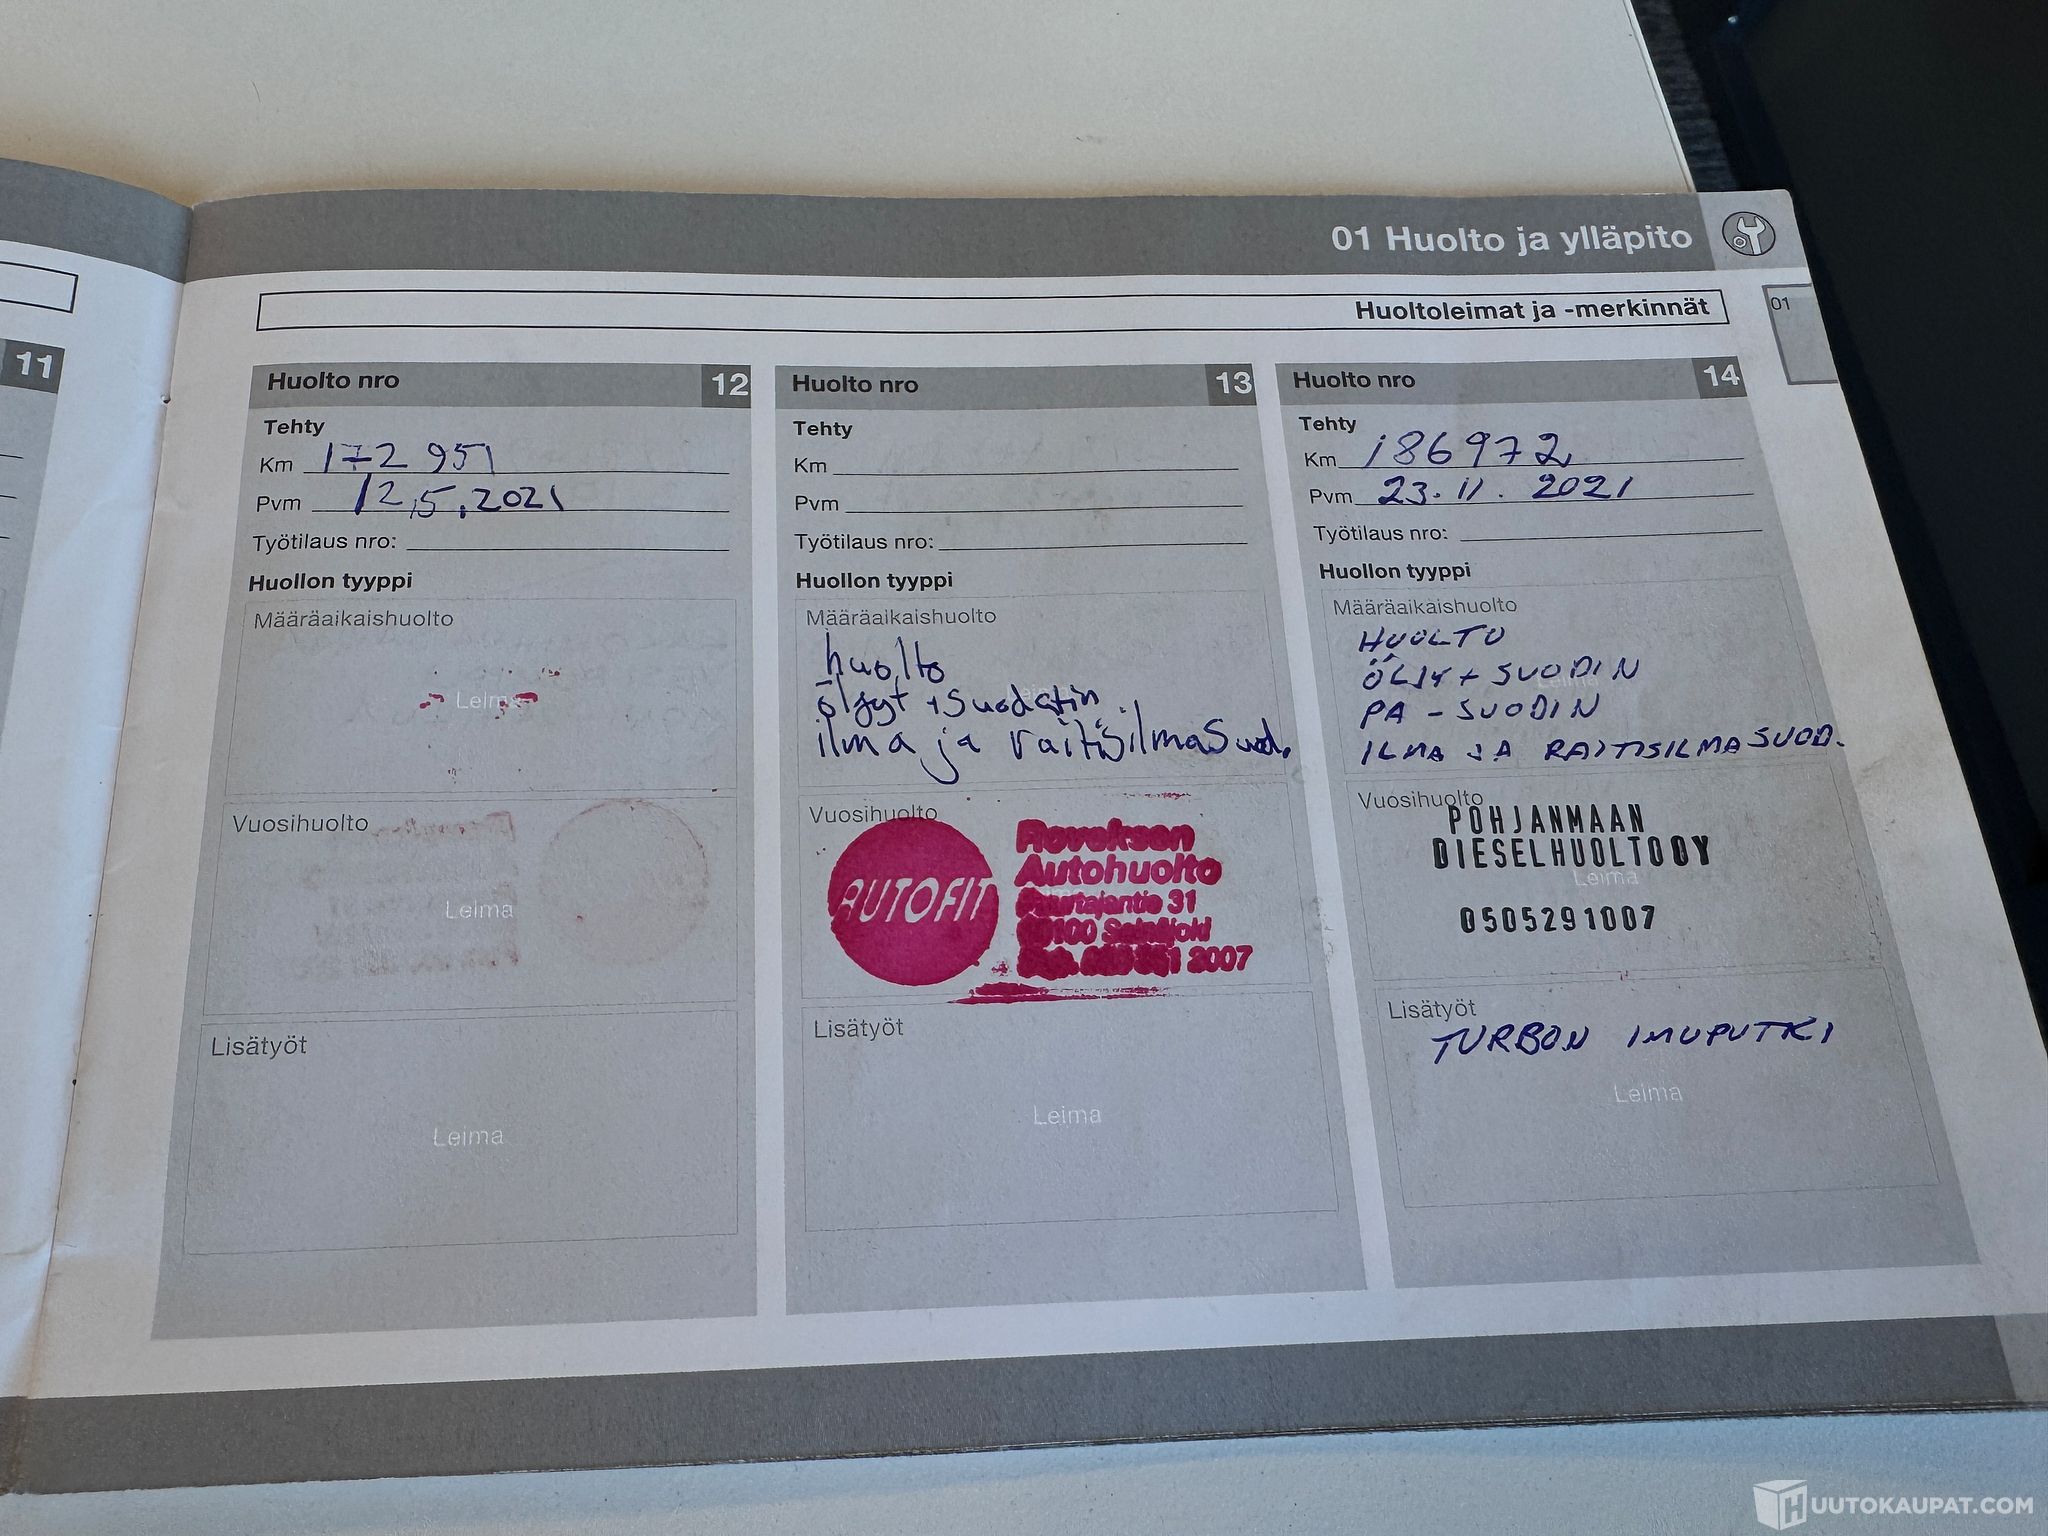 01 Huolto ja ylläpito
Huoltoleimat ja -merkinnät
01
11
Huolto nro 12
Tehty
Km 172 951
Pvm 12.5.2021
Työtilaus nro:
Huollon tyyppi
Määräaikaishuolto
Leima
Vuosihuolto
Leima
Lisätyöt
Leima
Huolto nro 13
Tehty
Km
Pvm
Työtilaus nro:
Huollon tyyppi
Määräaikaishuolto
huolto
öljyt + suodatin
ilma ja raitisilmasuod.
Vuosihuolto
AUTOFIT
Autohuolto
31
Seinäjoki
2007
Lisätyöt
Leima
Huolto nro 14
Tehty
Km 186972
Pvm 23.11.2021
Työtilaus nro:
Huollon tyyppi
Määräaikaishuolto
HUOLTO
ÖLJY + SUODIN
PA - SUODIN
ILMA JA RAITISILMASUOD.
Vuosihuolto
POHJANMAAN
DIESELHUOLTO OY
Leima
0505291007
Lisätyöt
TURBON IMUPUTKI
Leima
HUUTOKAUPAT.COM